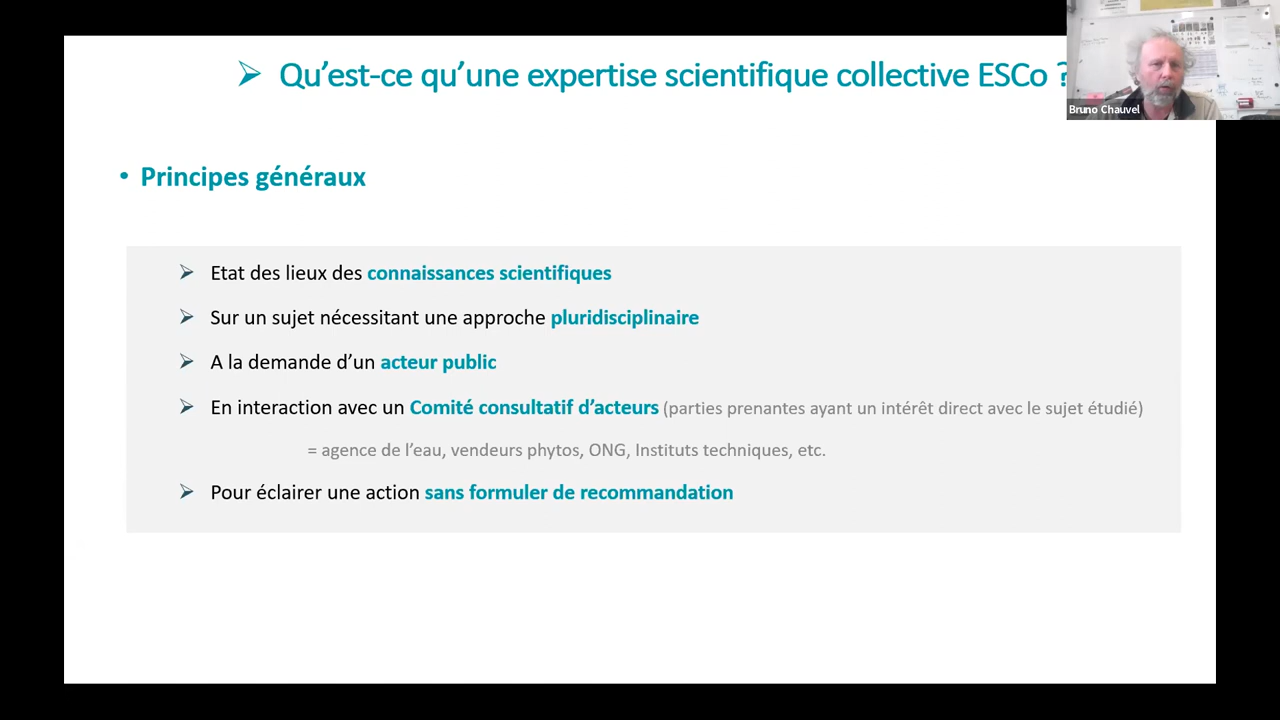 ➢ Qu’est-ce qu’une expertise scientifique collective ESCo ?
Bruno Chauvel
• Principes généraux
➢ Etat des lieux des connaissances scientifiques
➢ Sur un sujet nécessitant une approche pluridisciplinaire
➢ A la demande d’un acteur public
➢ En interaction avec un Comité consultatif d’acteurs (parties prenantes ayant un intérêt direct avec le sujet étudié)
= agence de l’eau, vendeurs phytos, ONG, Instituts techniques, etc.
➢ Pour éclairer une action sans formuler de recommandation